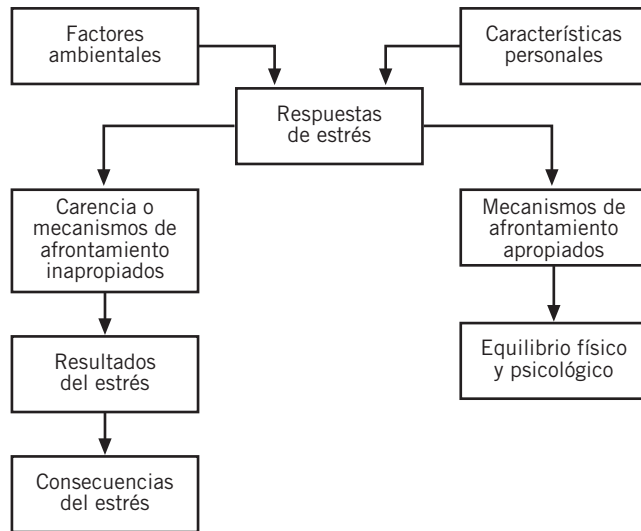 Factores
ambientales
Características
personales
Respuestas
de estrés
Carencia o
mecanismos de
afrontamiento
inapropiados
Mecanismos de
afrontamiento
apropiados
Resultados
del estrés
Equilibrio físico
y psicológico
Consecuencias
del estrés